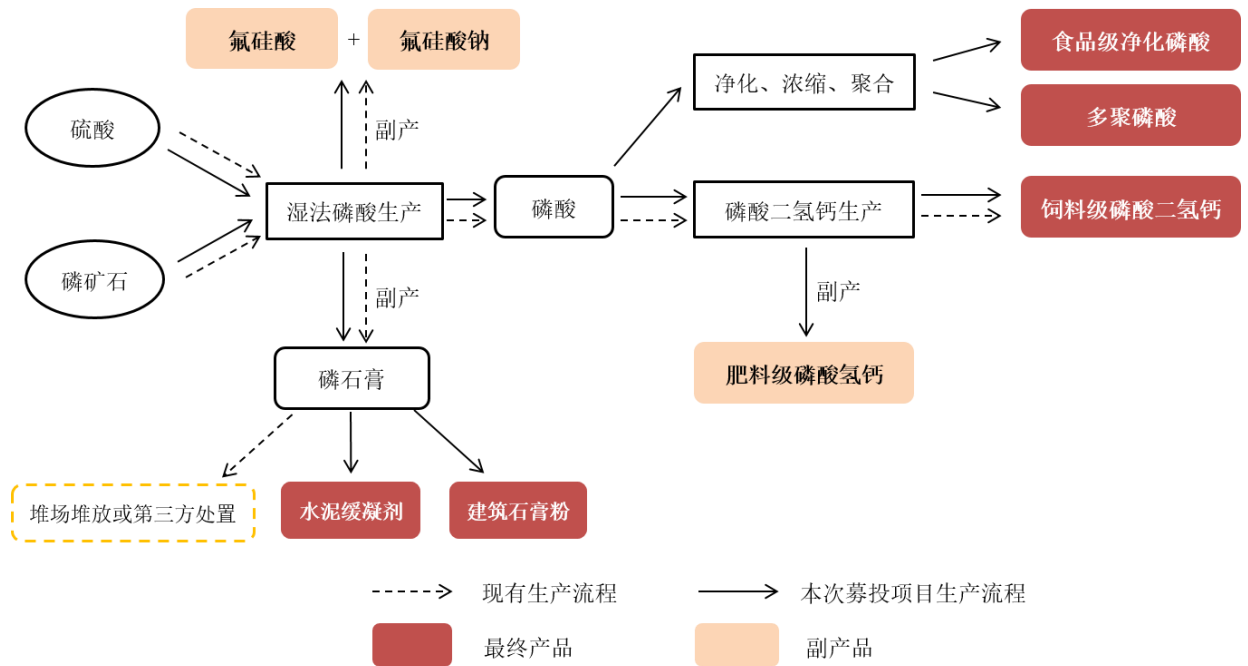 氟硅酸
+
氟硅酸钠
食品级净化磷酸
净化、浓缩、聚合
多聚磷酸
硫酸
副产
湿法磷酸生产
磷酸
磷酸二氢钙生产
饲料级磷酸二氢钙
磷矿石
副产
副产
磷石膏
肥料级磷酸氢钙
堆场堆放或第三方处置
水泥缓凝剂
建筑石膏粉
现有生产流程
本次募投项目生产流程
最终产品
副产品